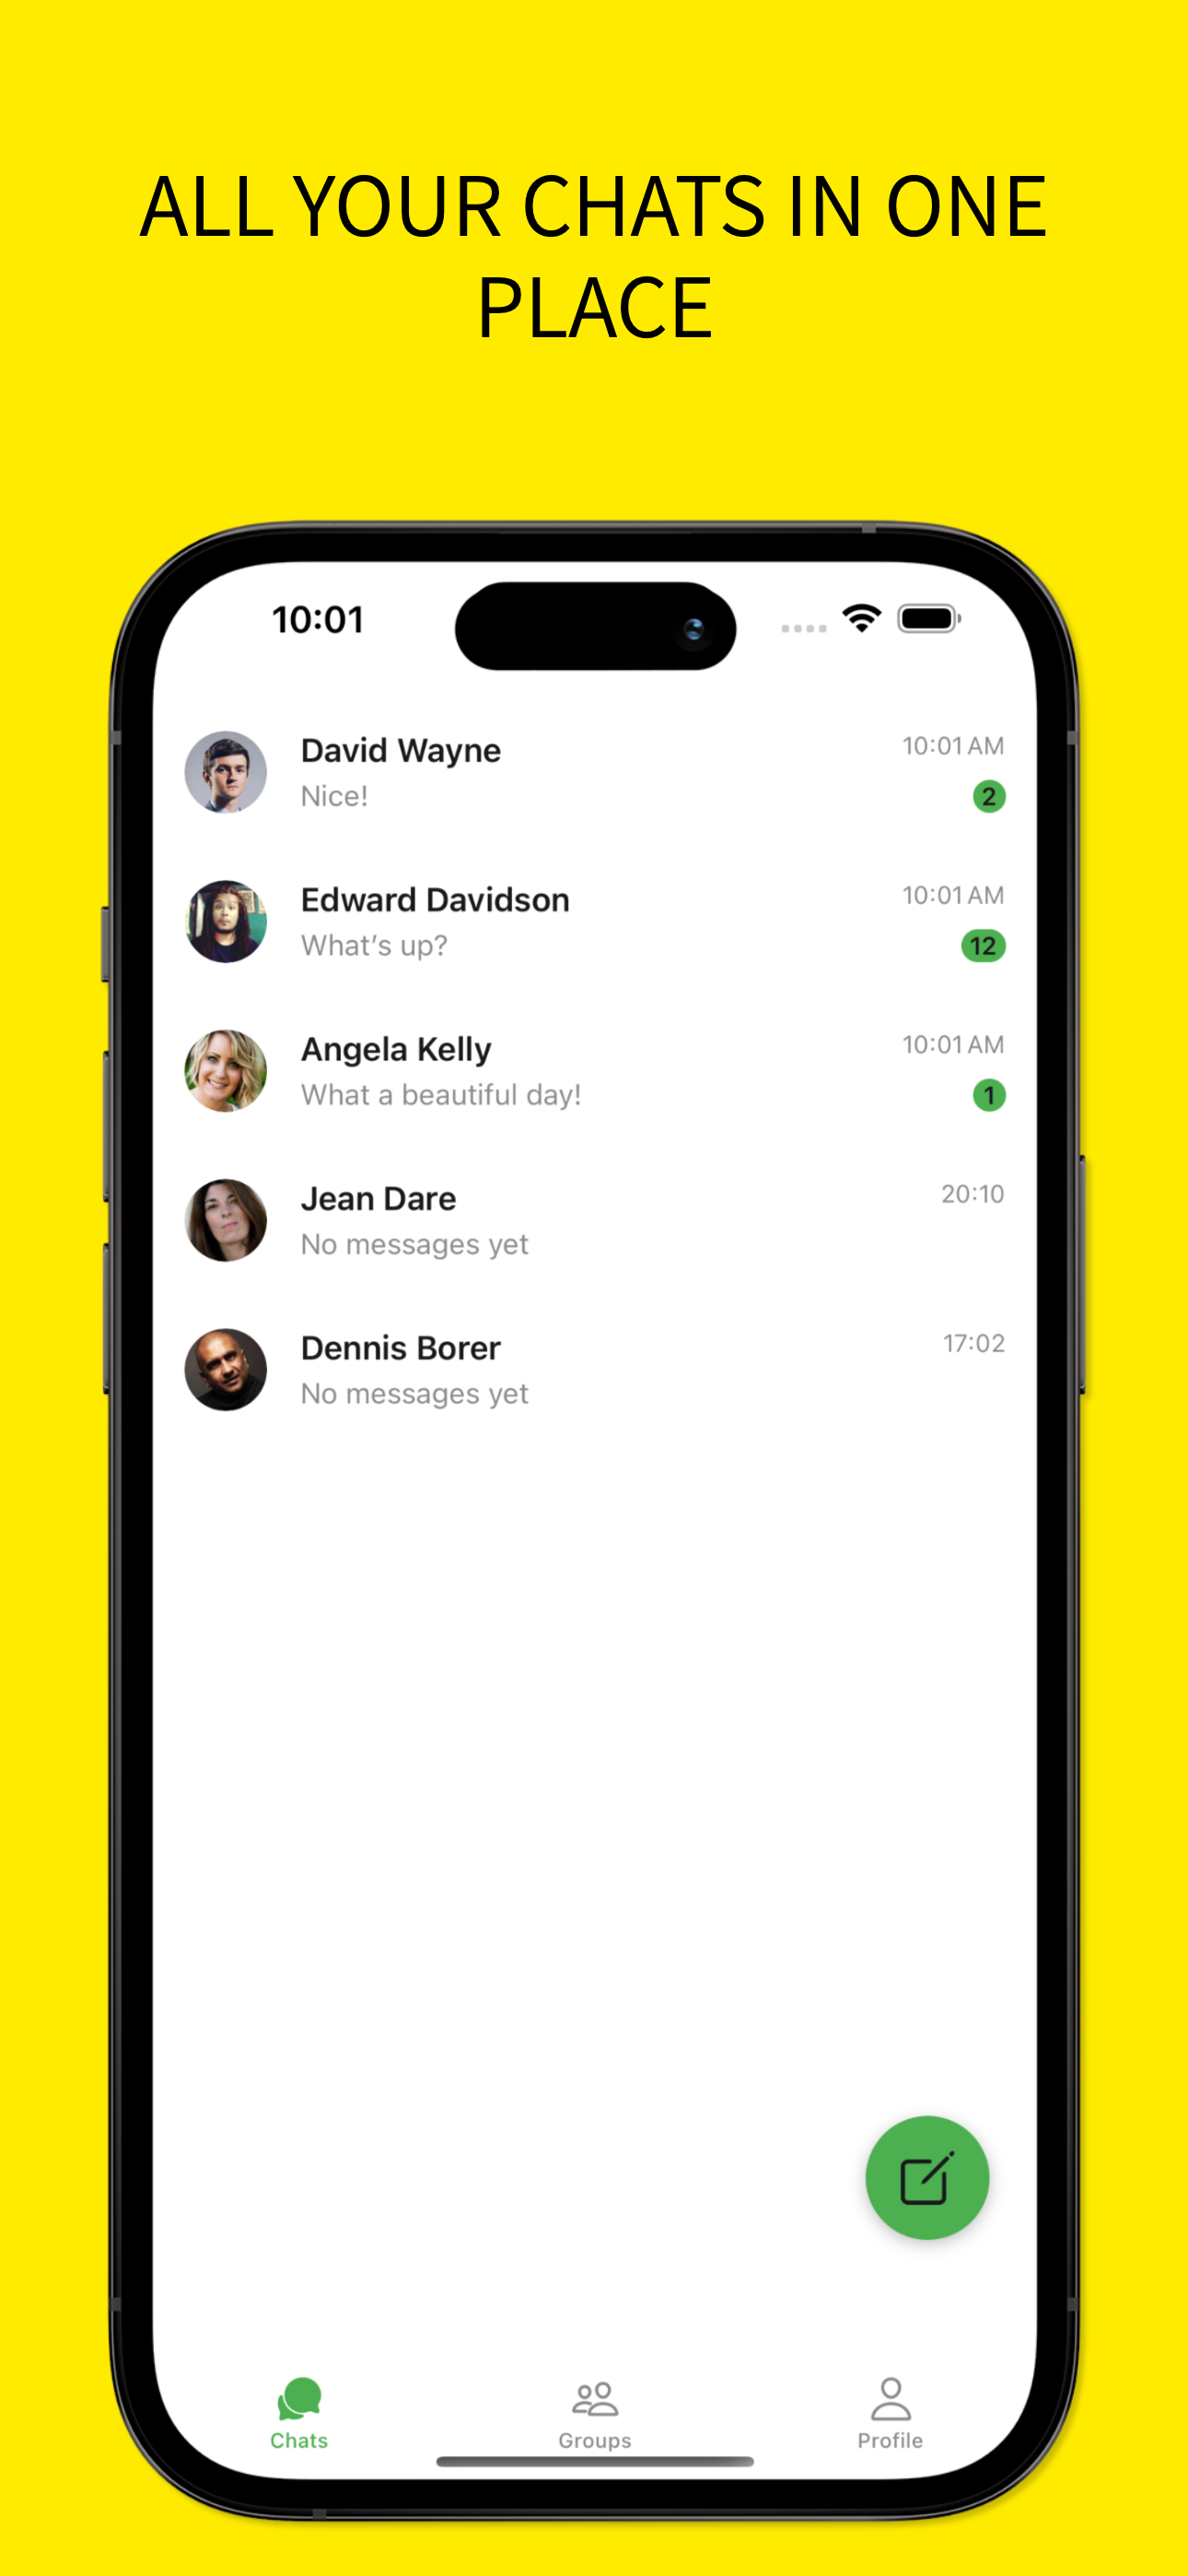 ALL YOUR CHATS IN ONE
PLACE
10:01
David Wayne
10:01 AM
Nice!
2
Edward Davidson
10:01 AM
What’s up?
12
Angela Kelly
10:01 AM
What a beautiful day!
1
Jean Dare
20:10
No messages yet
Dennis Borer
17:02
No messages yet
Chats
Groups
Profile